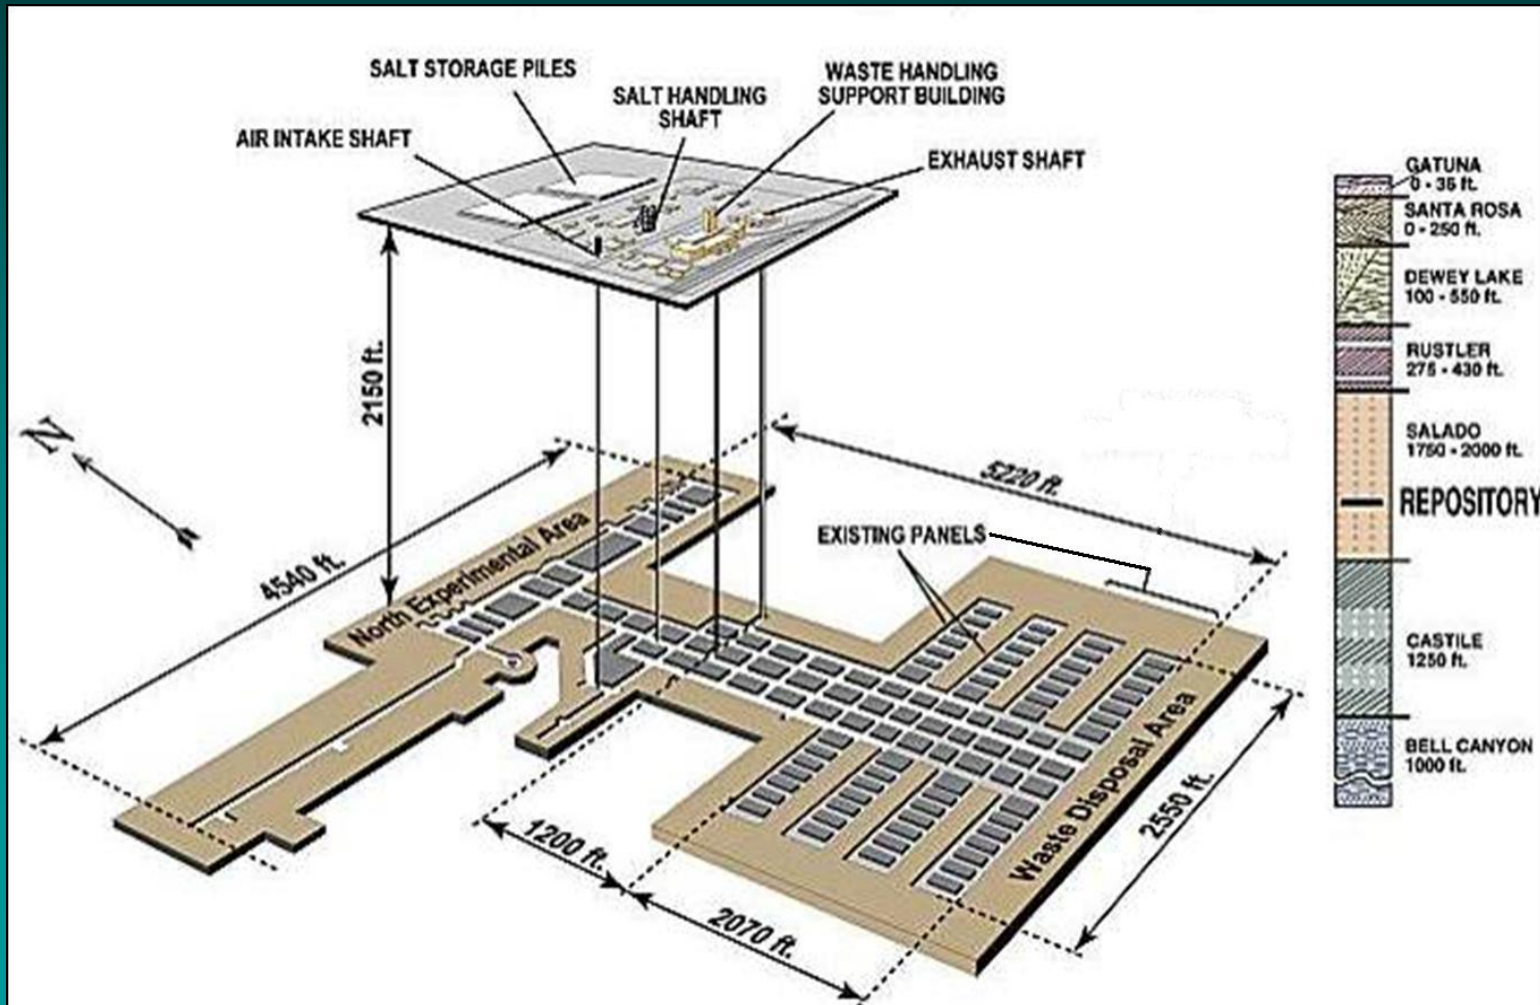 SALT STORAGE PILES
SALT HANDLING
SHAFT
WASTE HANDLING
SUPPORT BUILDING
AIR INTAKE SHAFT
EXHAUST SHAFT
2150 ft.
N
4540 ft.
North Experimental Area
5220 ft.
EXISTING PANELS
Waste Disposal Area
1200 ft.
2070 ft.
2550 ft.
GATUNA
0 - 35 ft.
SANTA ROSA
0 - 250 ft.
DEWEY LAKE
100 - 550 ft.
RUSTLER
275 - 430 ft.
SALADO
1750 - 2000 ft.
REPOSITORY
CASTILE
1250 ft.
BELL CANYON
1000 ft.